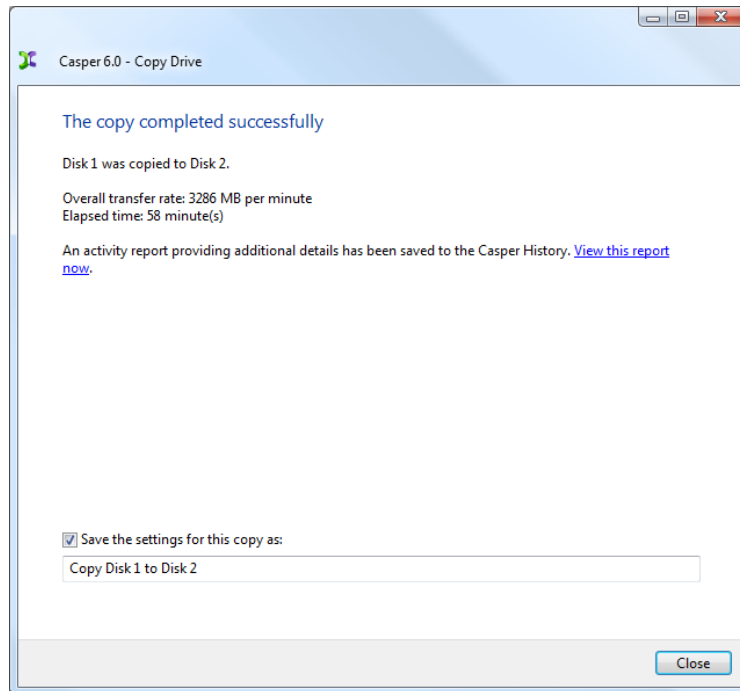 Casper 6.0 - Copy Drive
The copy completed successfully
Disk 1 was copied to Disk 2.
Overall transfer rate: 3286 MB per minute
Elapsed time: 58 minute(s)
An activity report providing additional details has been saved to the Casper History. View this report
now.
Save the settings for this copy as:
Copy Disk 1 to Disk 2
Close